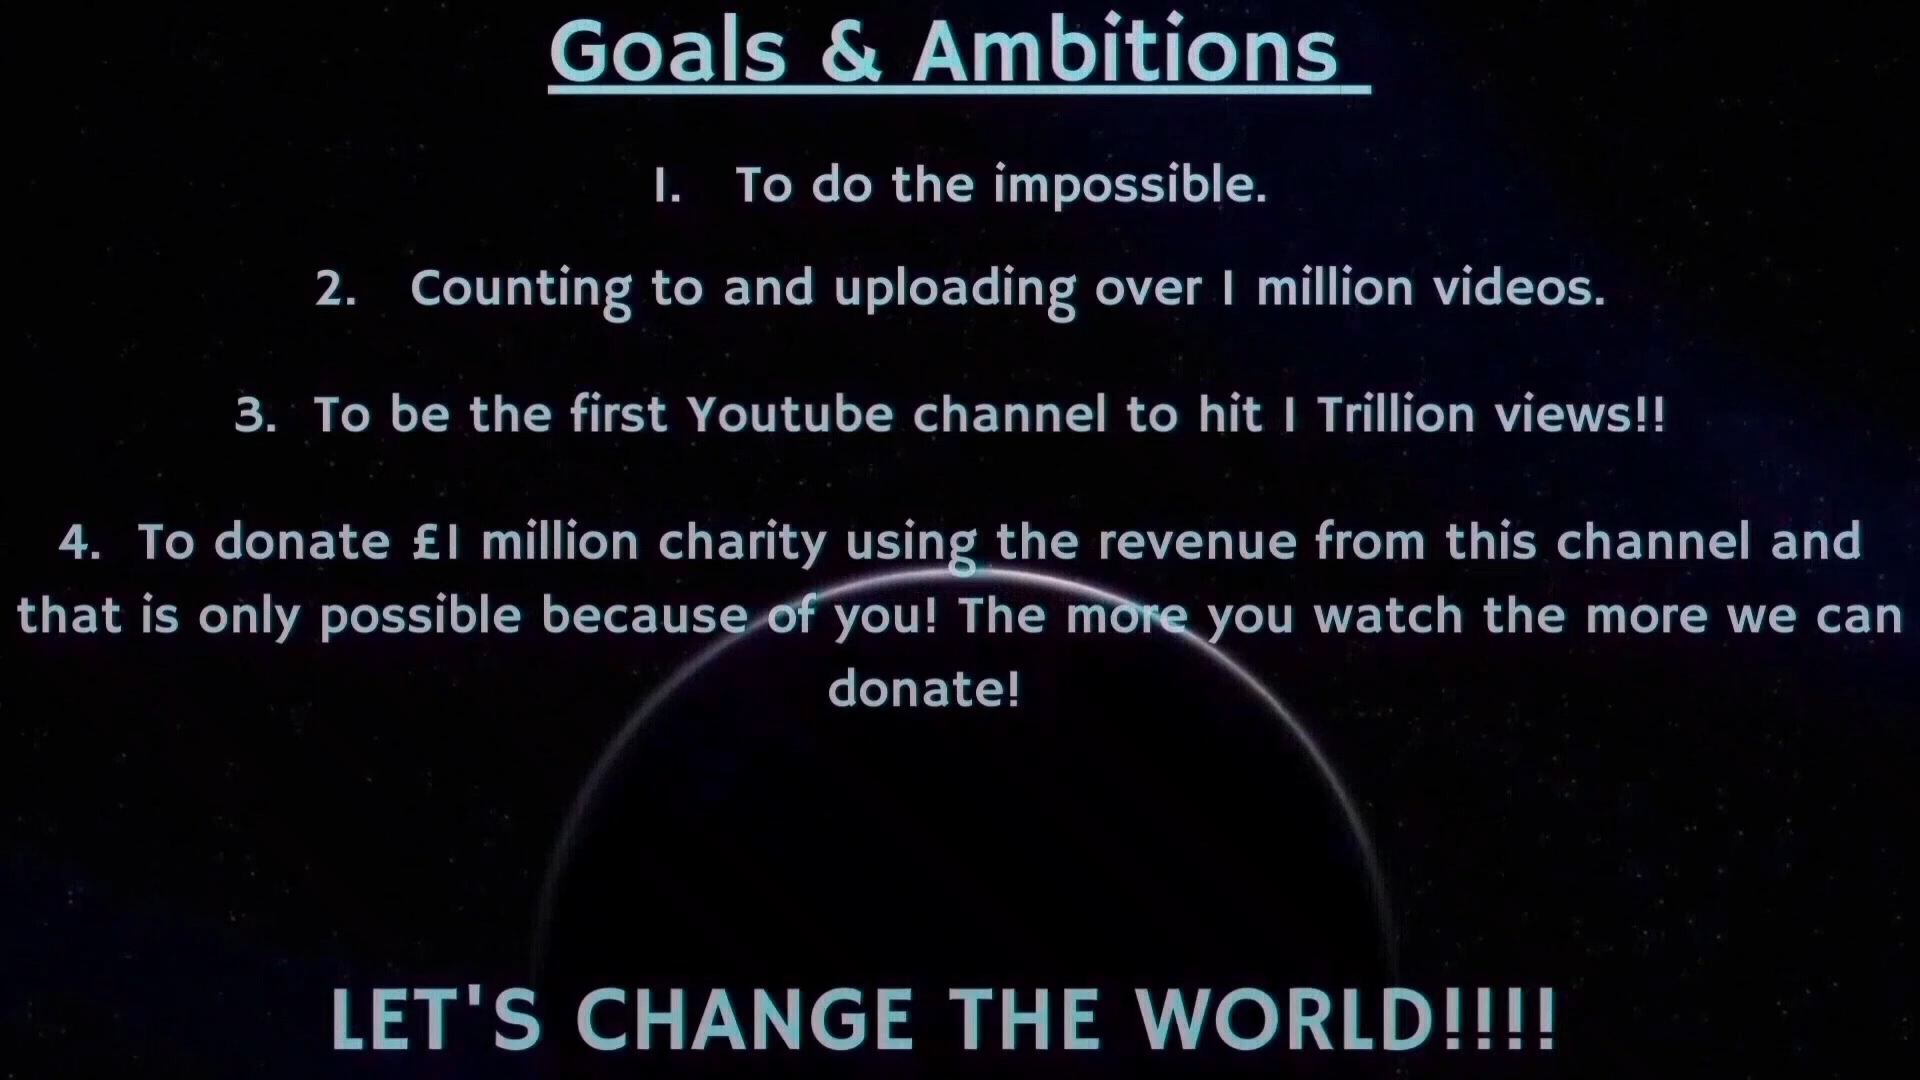 Goals & Ambitions
1. To do the impossible.
2. Counting to and uploading over 1 million videos.
3. To be the first Youtube channel to hit 1 Trillion views!!
4. To donate £1 million charity using the revenue from this channel and
that is only possible because of you! The more you watch the more we can
donate!
LET'S CHANGE THE WORLD!!!!